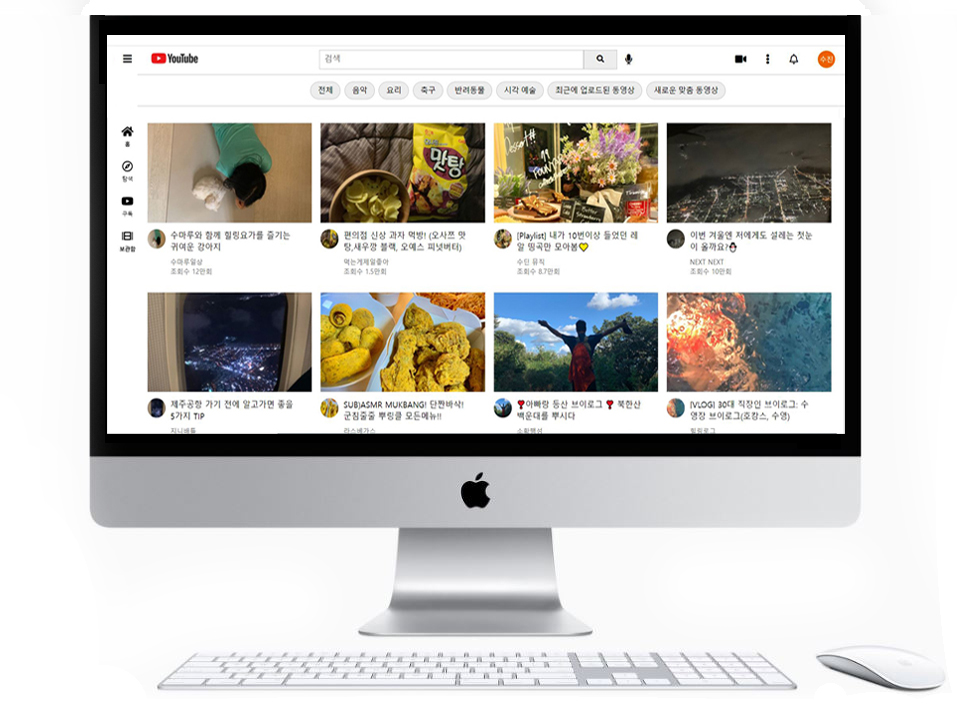 YouTube
검색
수진
전체 음악 요리 축구 반려동물 시각 예술 최근에 업로드된 동영상 새로운 맞춤 동영상
홈
탐색
구독
보관함
맛탕
Dessert!!
수마루와 함께 힐링요가를 즐기는
귀여운 강아지
수마루일상
조회수 12만회
편의점 신상 과자 먹방! (오사쯔 맛
탕,새우깡 블랙, 오예스 피넛버터)
먹는게제일좋아
조회수 1.5만회
[Playlist] 내가 10번이상 들었던 레
알 띵곡만 모아봄💛
수인 뮤직
조회수 8.7만회
이번 겨울엔 저에게도 설레는 첫눈
이 올까요?⛄
NEXT NEXT
조회수 10만회
제주공항 가기 전에 알고가면 좋을
5가지 TIP
지니버틀
SUB)ASMR MUKBANG! 단짠바삭!
군침줄줄 뿌링클 모든메뉴!!
라스베가스
❣️아빠랑 등산 브이로그❣️ 북한산
백운대를 뿌시다
소확행성
[VLOG] 30대 직장인 브이로그: 수
영장 브이로그(호캉스, 수영)